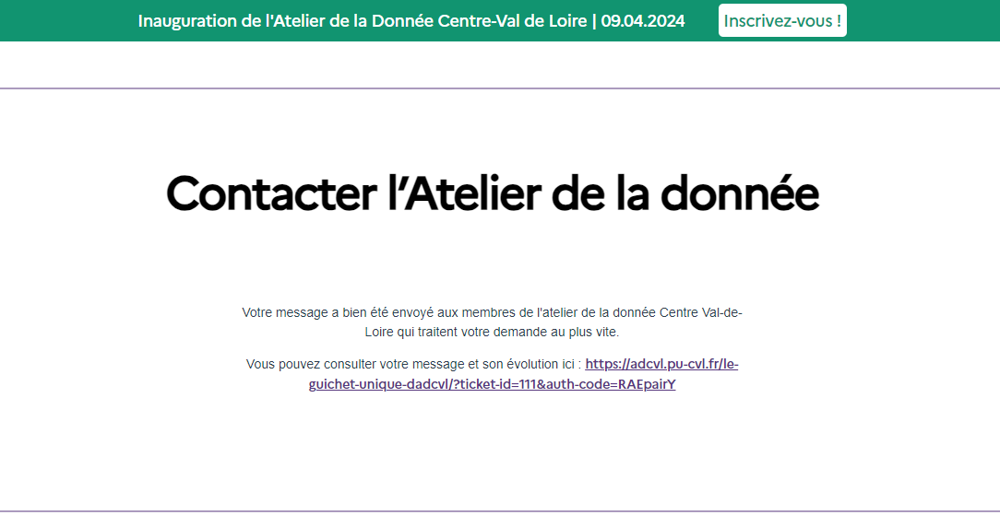 Inauguration de l'Atelier de la Donnée Centre-Val de Loire | 09.04.2024 Inscrivez-vous !
Contacter l’Atelier de la donnée
Votre message a bien été envoyé aux membres de l'atelier de la donnée Centre Val-de-
Loire qui traitent votre demande au plus vite.
Vous pouvez consulter votre message et son évolution ici : https://adcvl.pu-cvl.fr/le-
guichet-unique-dadcvl/?ticket-id=111&auth-code=RAEpairY